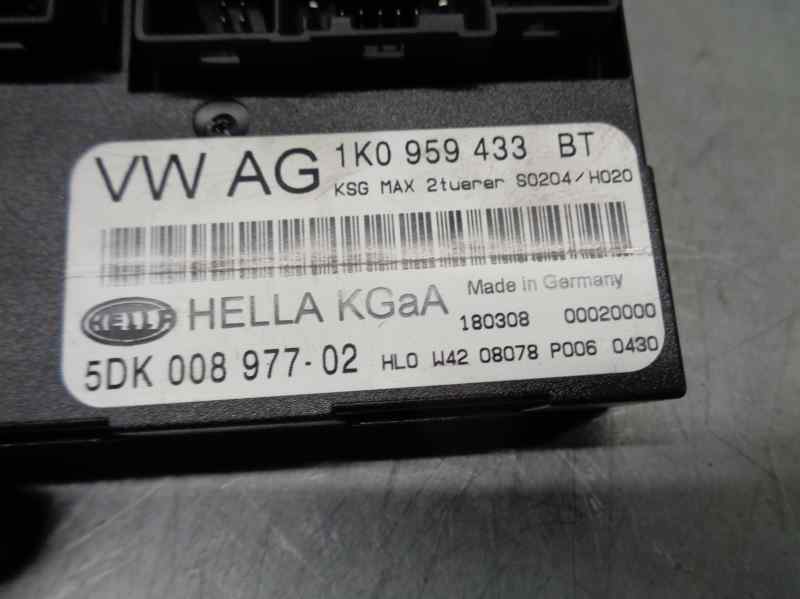 VW AG 1K0 959 433 BT
KSG MAX 2tuerer S0204/H020
HELLA HELLA KGaA Made in Germany
180308 00020000
5DK 008 977-02 HL0 W42 08078 P006 0430